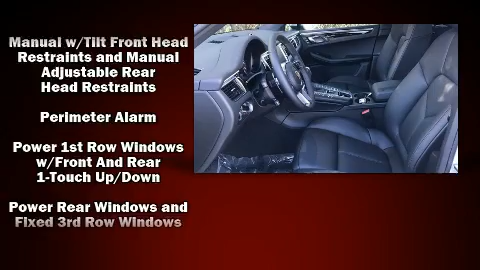 Manual w/Tilt Front Head
Restraints and Manual
Adjustable Rear
Head Restraints
Perimeter Alarm
Power 1st Row Windows
w/Front And Rear
1-Touch Up/Down
Power Rear Windows and
Fixed 3rd Row Windows